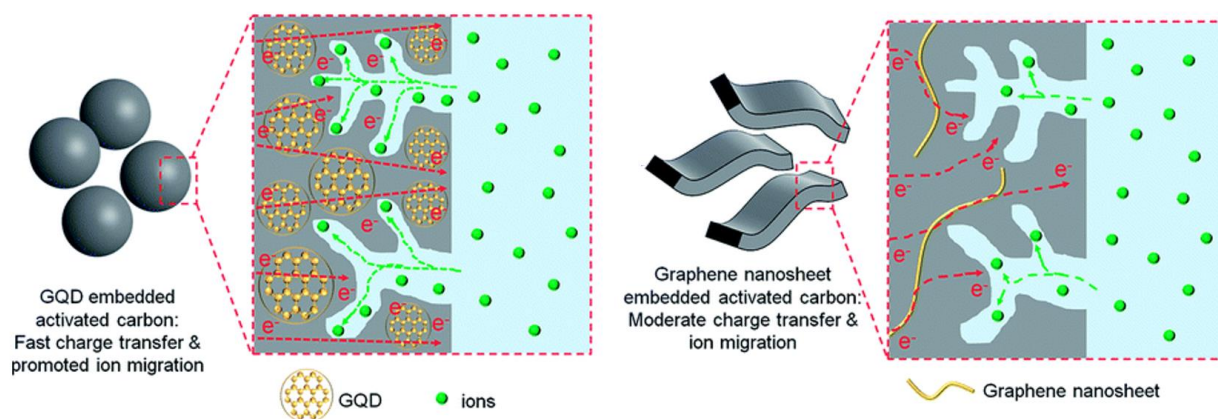 GQD embedded
activated carbon:
Fast charge transfer &
promoted ion migration
e⁻ e⁻ e⁻ e⁻
e⁻ e⁻ e⁻
e⁻ e⁻
e⁻ e⁻ e⁻
e⁻ e⁻
e⁻ e⁻ e⁻ e⁻
GQD
ions
Graphene nanosheet
embedded activated carbon:
Moderate charge transfer &
ion migration
e⁻
e⁻
e⁻
e⁻
e⁻
e⁻
e⁻
e⁻
Graphene nanosheet